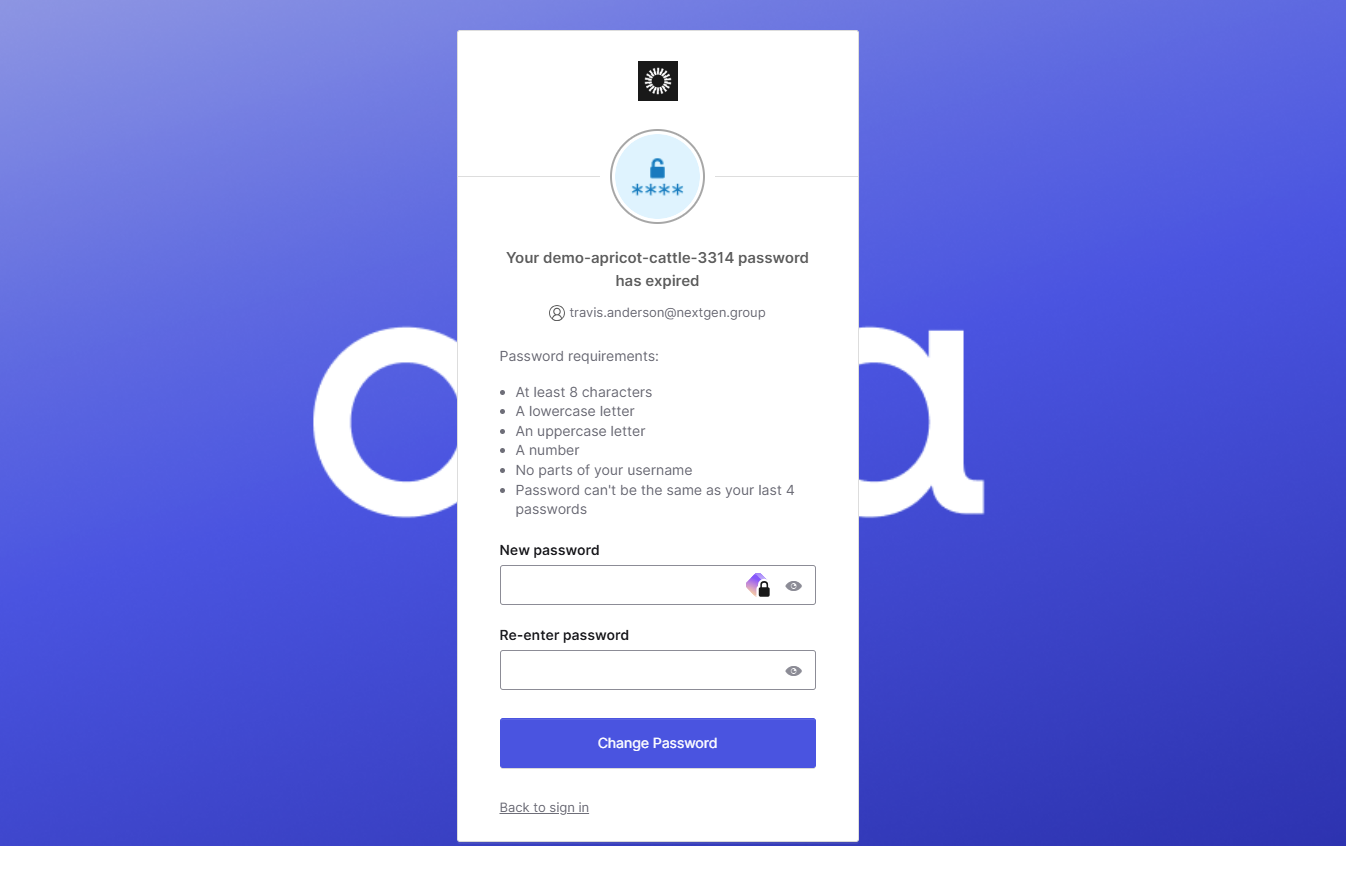 ****
Your demo-apricot-cattle-3314 password
has expired
travis.anderson@nextgen.group
Password requirements:
At least 8 characters
A lowercase letter
An uppercase letter
A number
No parts of your username
Password can't be the same as your last 4
passwords
New password
Re-enter password
Change Password
Back to sign in